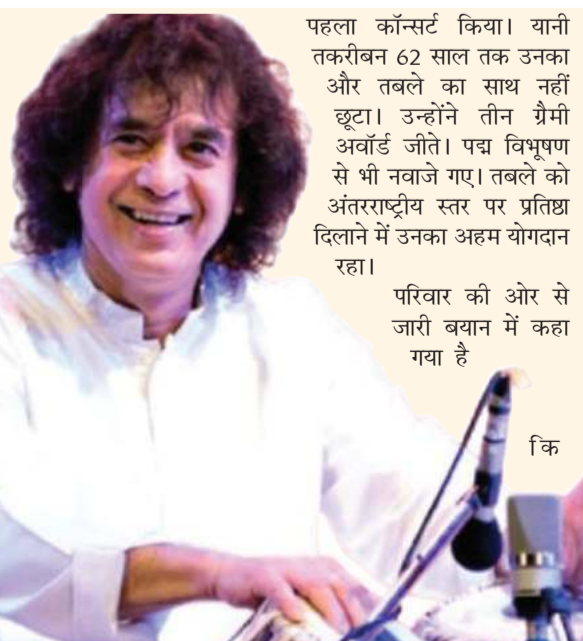 पहला कॉन्सर्ट किया। यानी
तकरीबन 62 साल तक उनका
और तबले का साथ नहीं
छूटा। उन्होंने तीन ग्रैमी
अवॉर्ड जीते। पद्म विभूषण
से भी नवाजे गए। तबले को
अंतरराष्ट्रीय स्तर पर प्रतिष्ठा
दिलाने में उनका अहम योगदान
रहा।
परिवार की ओर से
जारी बयान में कहा
गया है
कि